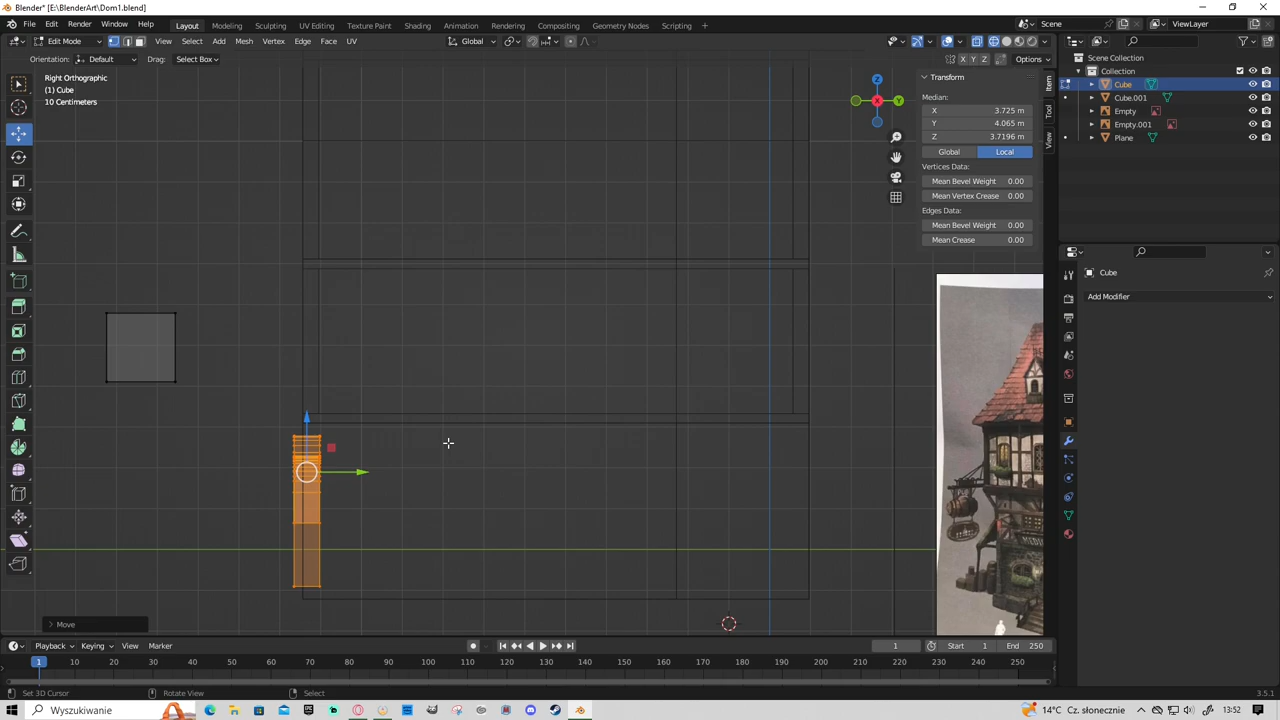 Blender* [E:\BlenderArt\Dom1.blend]
File Edit Render Window Help Layout Modeling Sculpting UV Editing Texture Paint Shading Animation Rendering Compositing Geometry Nodes Scripting + Scene ViewLayer
Edit Mode View Select Add Mesh Vertex Edge Face UV Global
Orientation: Default Drag: Select Box X Y Z Options
Right Orthographic
(1) Cube
10 Centimeters
Z
X
Y
Transform
Median:
X 3.725 m
Y 4.065 m
Z 3.7196 m
Global Local
Vertices Data:
Mean Bevel Weight 0.00
Mean Vertex Crease 0.00
Edges Data:
Mean Bevel Weight 0.00
Mean Crease 0.00
Item
Tool
View
Scene Collection
Collection
Cube
Cube.001
Empty
Empty.001
Plane
Cube
Add Modifier
Move
Playback Keying View Marker 1 Start 1 End 250
1 10 20 30 40 50 60 70 80 90 100 110 120 130 140 150 160 170 180 190 200 210 220 230 240 250
Set 3D Cursor Rotate View Select 3.5.1
Wyszukiwanie 14°C Cz. słonecznie 13:52